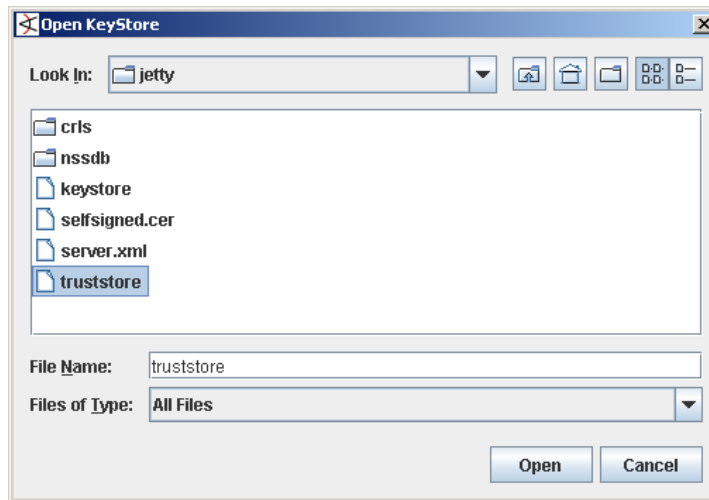 Open KeyStore
Look In: jetty
crls
nssdb
keystore
selfsigned.cer
server.xml
truststore
File Name: truststore
Files of Type: All Files
Open Cancel